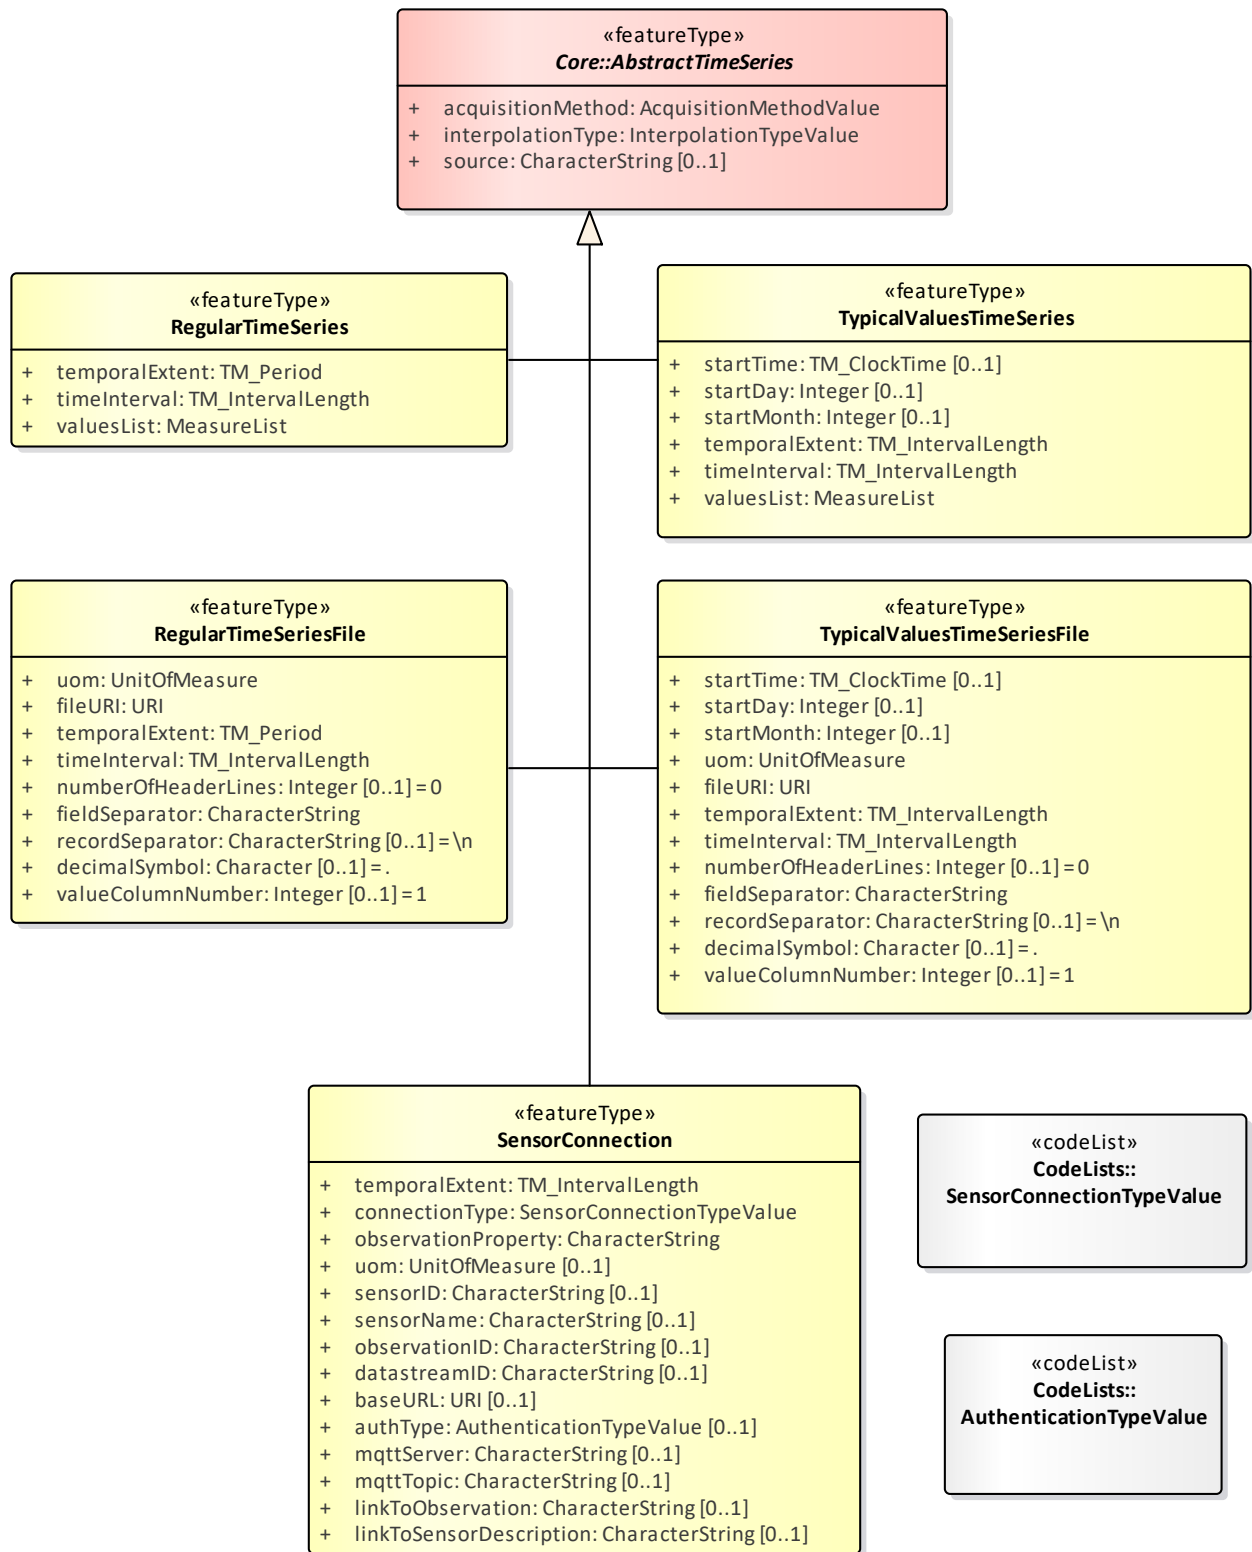 «featureType»
Core::AbstractTimeSeries
+ acquisitionMethod: AcquisitionMethodValue
+ interpolationType: InterpolationTypeValue
+ source: CharacterString [0..1]
«featureType»
RegularTimeSeries
+ temporalExtent: TM_Period
+ timeInterval: TM_IntervalLength
+ valuesList: MeasureList
«featureType»
TypicalValuesTimeSeries
+ startTime: TM_ClockTime [0..1]
+ startDay: Integer [0..1]
+ startMonth: Integer [0..1]
+ temporalExtent: TM_IntervalLength
+ timeInterval: TM_IntervalLength
+ valuesList: MeasureList
«featureType»
RegularTimeSeriesFile
+ uom: UnitOfMeasure
+ fileURI: URI
+ temporalExtent: TM_Period
+ timeInterval: TM_IntervalLength
+ numberOfHeaderLines: Integer [0..1] = 0
+ fieldSeparator: CharacterString
+ recordSeparator: CharacterString [0..1] = \n
+ decimalSymbol: Character [0..1] = .
+ valueColumnNumber: Integer [0..1] = 1
«featureType»
TypicalValuesTimeSeriesFile
+ startTime: TM_ClockTime [0..1]
+ startDay: Integer [0..1]
+ startMonth: Integer [0..1]
+ uom: UnitOfMeasure
+ fileURI: URI
+ temporalExtent: TM_IntervalLength
+ timeInterval: TM_IntervalLength
+ numberOfHeaderLines: Integer [0..1] = 0
+ fieldSeparator: CharacterString
+ recordSeparator: CharacterString [0..1] = \n
+ decimalSymbol: Character [0..1] = .
+ valueColumnNumber: Integer [0..1] = 1
«featureType»
SensorConnection
+ temporalExtent: TM_IntervalLength
+ connectionType: SensorConnectionTypeValue
+ observationProperty: CharacterString
+ uom: UnitOfMeasure [0..1]
+ sensorID: CharacterString [0..1]
+ sensorName: CharacterString [0..1]
+ observationID: CharacterString [0..1]
+ datastreamID: CharacterString [0..1]
+ baseURL: URI [0..1]
+ authType: AuthenticationTypeValue [0..1]
+ mqttServer: CharacterString [0..1]
+ mqttTopic: CharacterString [0..1]
+ linkToObservation: CharacterString [0..1]
+ linkToSensorDescription: CharacterString [0..1]
«codeList»
CodeLists::
SensorConnectionTypeValue
«codeList»
CodeLists::
AuthenticationTypeValue